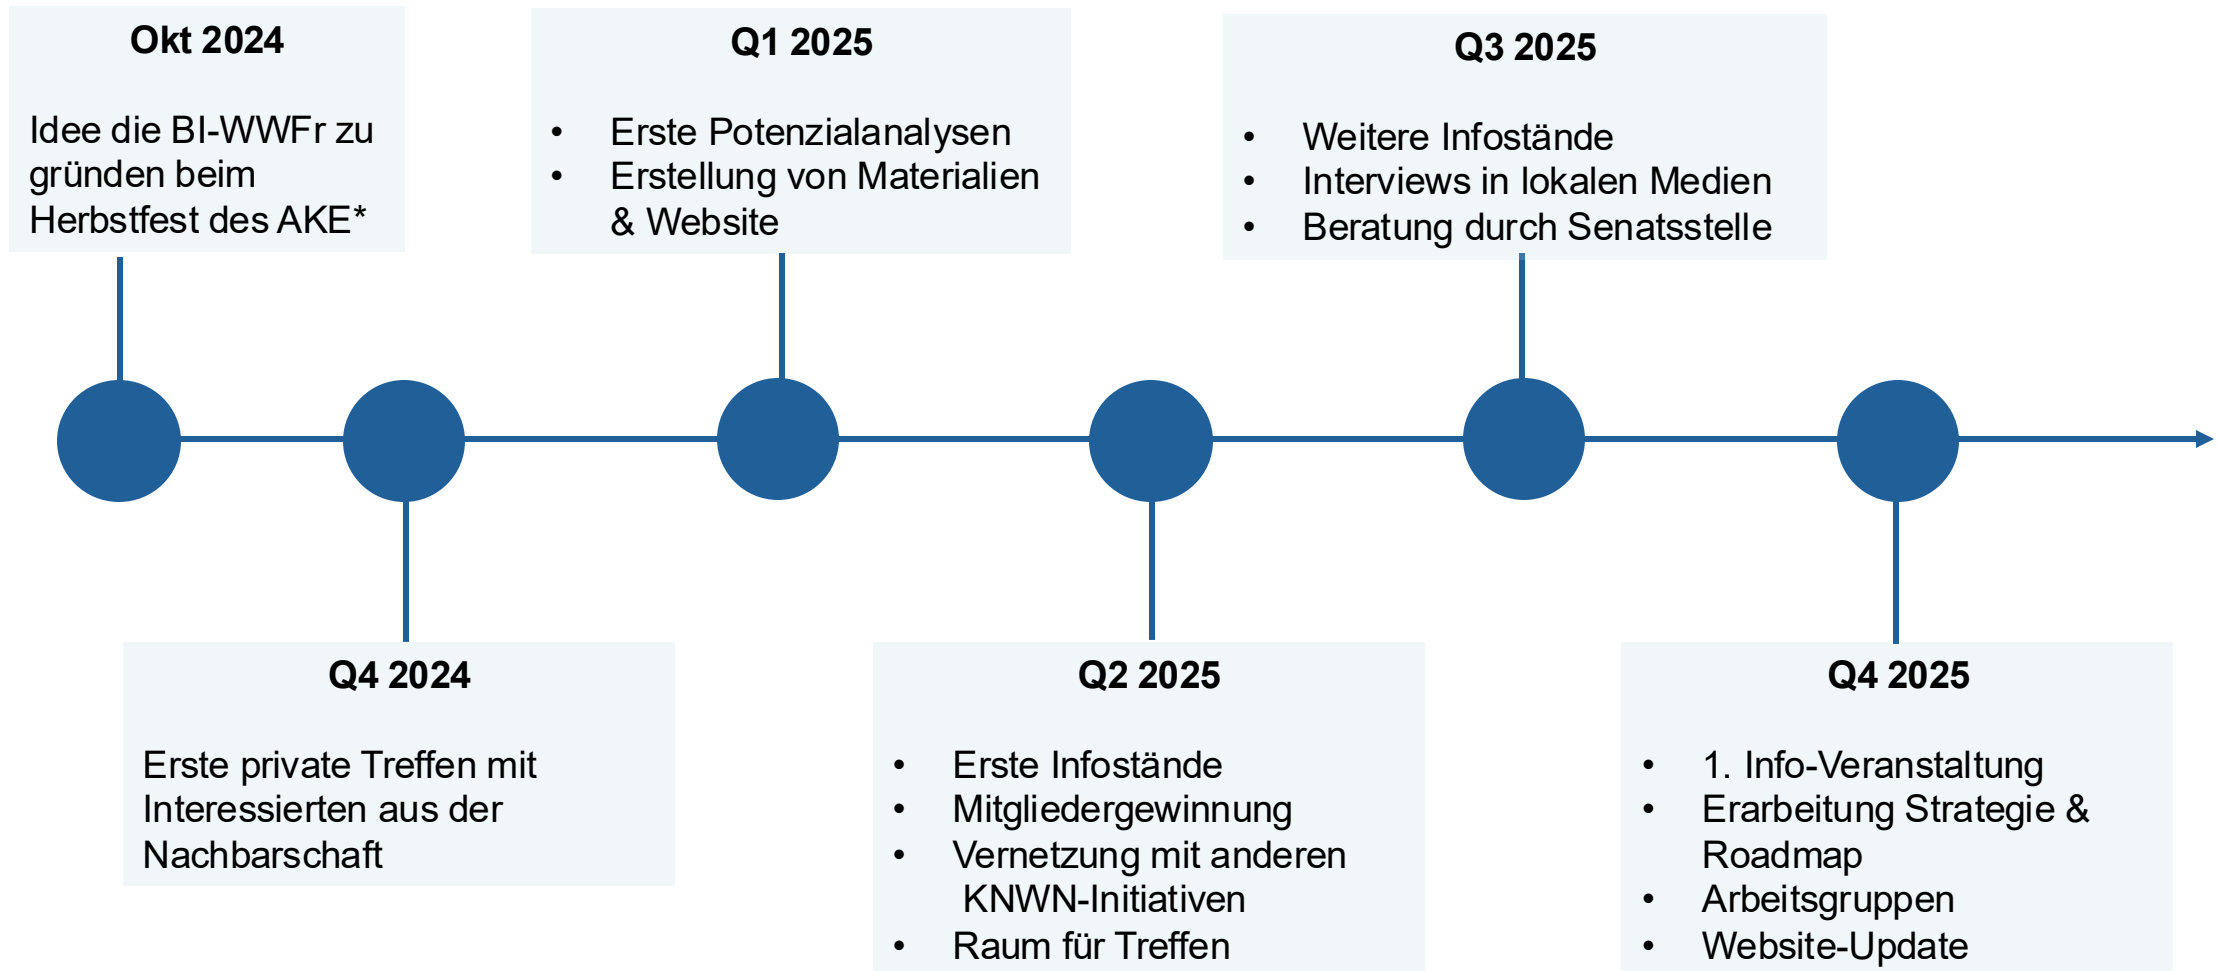 Okt 2024
Idee die BI-WWFr zu
gründen beim
Herbstfest des AKE*
Q4 2024
Erste private Treffen mit
Interessierten aus der
Nachbarschaft
Q1 2025
• Erste Potenzialanalysen
• Erstellung von Materialien
& Website
Q2 2025
• Erste Infostände
• Mitgliedergewinnung
• Vernetzung mit anderen
KNWN-Initiativen
• Raum für Treffen
Q3 2025
• Weitere Infostände
• Interviews in lokalen Medien
• Beratung durch Senatsstelle
Q4 2025
• 1. Info-Veranstaltung
• Erarbeitung Strategie &
Roadmap
• Arbeitsgruppen
• Website-Update